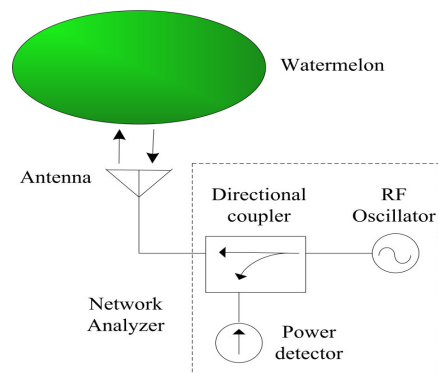 Watermelon
Antenna
Directional
coupler
RF
Oscillator
Network
Analyzer
Power
detector